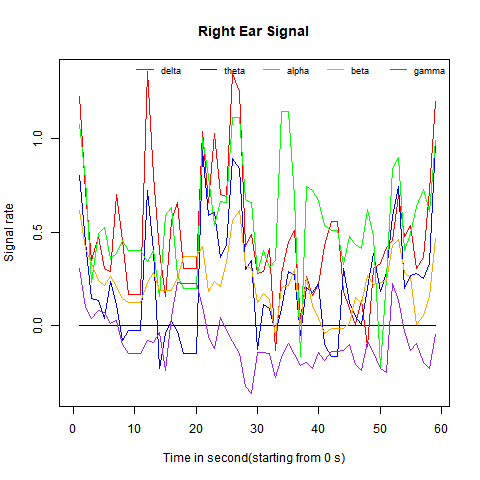 Right Ear Signal
delta theta alpha beta gamma
Signal rate
1.0
0.5
0.0
0 10 20 30 40 50 60
Time in second(starting from 0 s)